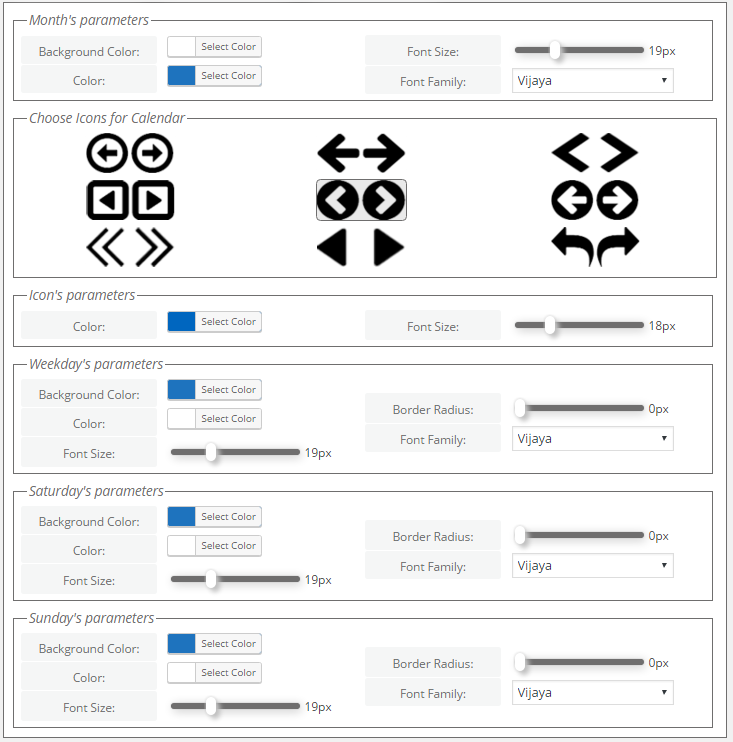 Month's parameters
Background Color: Select Color Font Size: 19px
Color: Select Color Font Family: Vijaya
Choose Icons for Calendar
Icon's parameters
Color: Select Color Font Size: 18px
Weekday's parameters
Background Color: Select Color
Border Radius: 0px
Color: Select Color
Font Family: Vijaya
Font Size: 19px
Saturday's parameters
Background Color: Select Color
Border Radius: 0px
Color: Select Color
Font Family: Vijaya
Font Size: 19px
Sunday's parameters
Background Color: Select Color
Border Radius: 0px
Color: Select Color
Font Family: Vijaya
Font Size: 19px